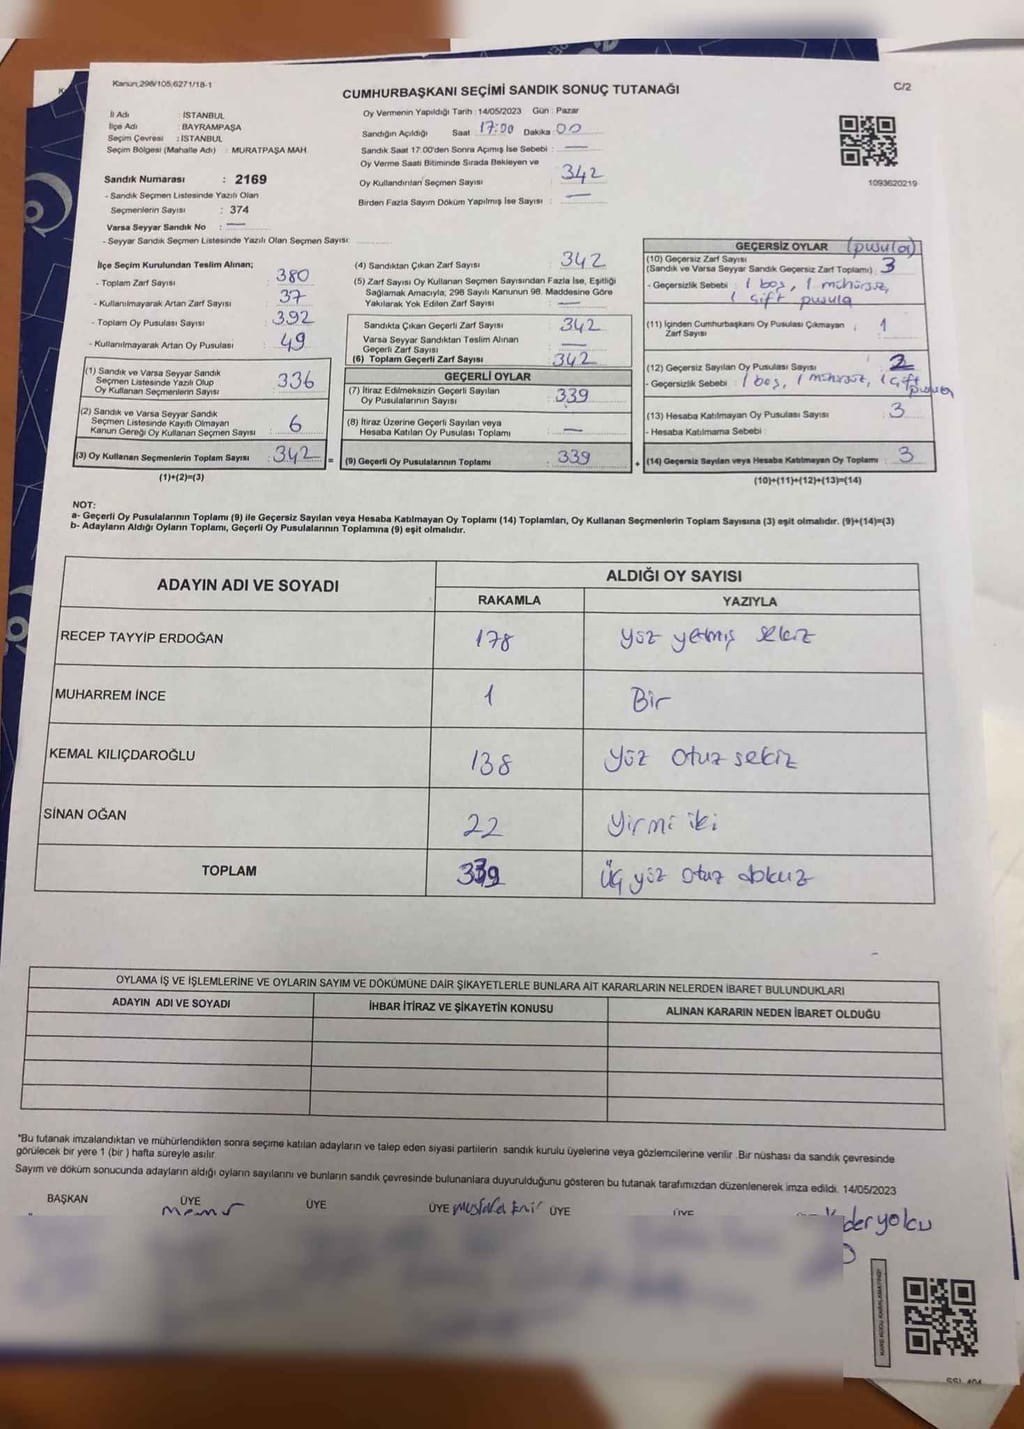 Kanun;298/105;6271/18-1
CUMHURBAŞKANI SEÇİMİ SANDIK SONUÇ TUTANAĞI
C/2
İl Adı : İSTANBUL
İlçe Adı : BAYRAMPAŞA
Seçim Çevresi : İSTANBUL
Seçim Bölgesi (Mahalle Adı) : MURATPAŞA MAH.
Sandık Numarası : 2169
- Sandık Seçmen Listesinde Yazılı Olan
Seçmenlerin Sayısı : 374
Varsa Seyyar Sandık No : —
- Seyyar Sandık Seçmen Listesinde Yazılı Olan Seçmen Sayısı:
Oy Vermenin Yapıldığı Tarih : 14/05/2023 Gün : Pazar
Sandığın Açıldığı Saat 17:00 Dakika 00
Sandık Saat 17.00'den Sonra Açılmış İse Sebebi : —
Oy Verme Saati Bitiminde Sırada Bekleyen ve
Oy Kullandırılan Seçmen Sayısı 342
Birden Fazla Sayım Döküm Yapılmış İse Sayısı : —
1093620219
İlçe Seçim Kurulundan Teslim Alınan;
- Toplam Zarf Sayısı 380
- Kullanılmayarak Artan Zarf Sayısı 37
- Toplam Oy Pusulası Sayısı 392
- Kullanılmayarak Artan Oy Pusulası 49
(1) Sandık ve Varsa Seyyar Sandık
Seçmen Listesinde Yazılı Olup
Oy Kullanan Seçmenlerin Sayısı 336
(2) Sandık ve Varsa Seyyar Sandık
Seçmen Listesinde Kayıtlı Olmayan
Kanun Gereği Oy Kullanan Seçmen Sayısı 6
(3) Oy Kullanan Seçmenlerin Toplam Sayısı : 342 =
(1)+(2)=(3)
(4) Sandıktan Çıkan Zarf Sayısı 342
(5) Zarf Sayısı Oy Kullanan Seçmen Sayısından Fazla İse, Eşitliği
Sağlamak Amacıyla; 298 Sayılı Kanunun 98. Maddesine Göre
Yakılarak Yok Edilen Zarf Sayısı —
Sandıkta Çıkan Geçerli Zarf Sayısı 342
Varsa Seyyar Sandıktan Teslim Alınan
Geçerli Zarf Sayısı —
(6) Toplam Geçerli Zarf Sayısı 342
GEÇERLİ OYLAR
(7) İtiraz Edilmeksizin Geçerli Sayılan
Oy Pusulalarının Sayısı 339
(8) İtiraz Üzerine Geçerli Sayılan veya
Hesaba Katılan Oy Pusulası Toplamı —
(9) Geçerli Oy Pusulalarının Toplamı 339 +
GEÇERSİZ OYLAR (pusula)
(10) Geçersiz Zarf Sayısı
(Sandık ve Varsa Seyyar Sandık Geçersiz Zarf Toplamı) : 3
- Geçersizlik Sebebi : 1 boş, 1 mühürsüz,
1 çift pusula
(11) İçinden Cumhurbaşkanı Oy Pusulası Çıkmayan : 1
Zarf Sayısı
(12) Geçersiz Sayılan Oy Pusulası Sayısı
- Geçersizlik Sebebi : 1 boş, 1 mühürsüz, 1 çift
pusula
(13) Hesaba Katılmayan Oy Pusulası Sayısı : 3
- Hesaba Katılmama Sebebi :
(14) Geçersiz Sayılan veya Hesaba Katılmayan Oy Toplamı : 3
(10)+(11)+(12)+(13)=(14)
NOT:
a- Geçerli Oy Pusulalarının Toplamı (9) ile Geçersiz Sayılan veya Hesaba Katılmayan Oy Toplamı (14) Toplamları, Oy Kullanan Seçmenlerin Toplam Sayısına (3) eşit olmalıdır. (9)+(14)=(3)
b- Adayların Aldığı Oyların Toplamı, Geçerli Oy Pusulalarının Toplamına (9) eşit olmalıdır.
ADAYIN ADI VE SOYADI
ALDIĞI OY SAYISI
RAKAMLA YAZIYLA
RECEP TAYYİP ERDOĞAN 178 yüz yetmiş sekiz
MUHARREM İNCE 1 Bir
KEMAL KILIÇDAROĞLU 138 yüz otuz sekiz
SİNAN OĞAN 22 yirmi iki
TOPLAM 339 üç yüz otuz dokuz
OYLAMA İŞ VE İŞLEMLERİNE VE OYLARIN SAYIM VE DÖKÜMÜNE DAİR ŞİKAYETLERLE BUNLARA AİT KARARLARIN NELERDEN İBARET BULUNDUKLARI
ADAYIN ADI VE SOYADI İHBAR İTİRAZ VE ŞİKAYETİN KONUSU ALINAN KARARIN NEDEN İBARET OLDUĞU
*Bu tutanak imzalandıktan ve mühürlendikten sonra seçime katılan adayların ve talep eden siyasi partilerin sandık kurulu üyelerine veya gözlemcilerine verilir .Bir nüshası da sandık çevresinde
görülecek bir yere 1 (bir ) hafta süreyle asılır.
Sayım ve döküm sonucunda adayların aldığı oyların sayılarını ve bunların sandık çevresinde bulunanlara duyurulduğunu gösteren bu tutanak tarafımızdan düzenlenerek imza edildi. 14/05/2023
BAŞKAN ÜYE ÜYE ÜYE ÜYE ÜYE
yolcu